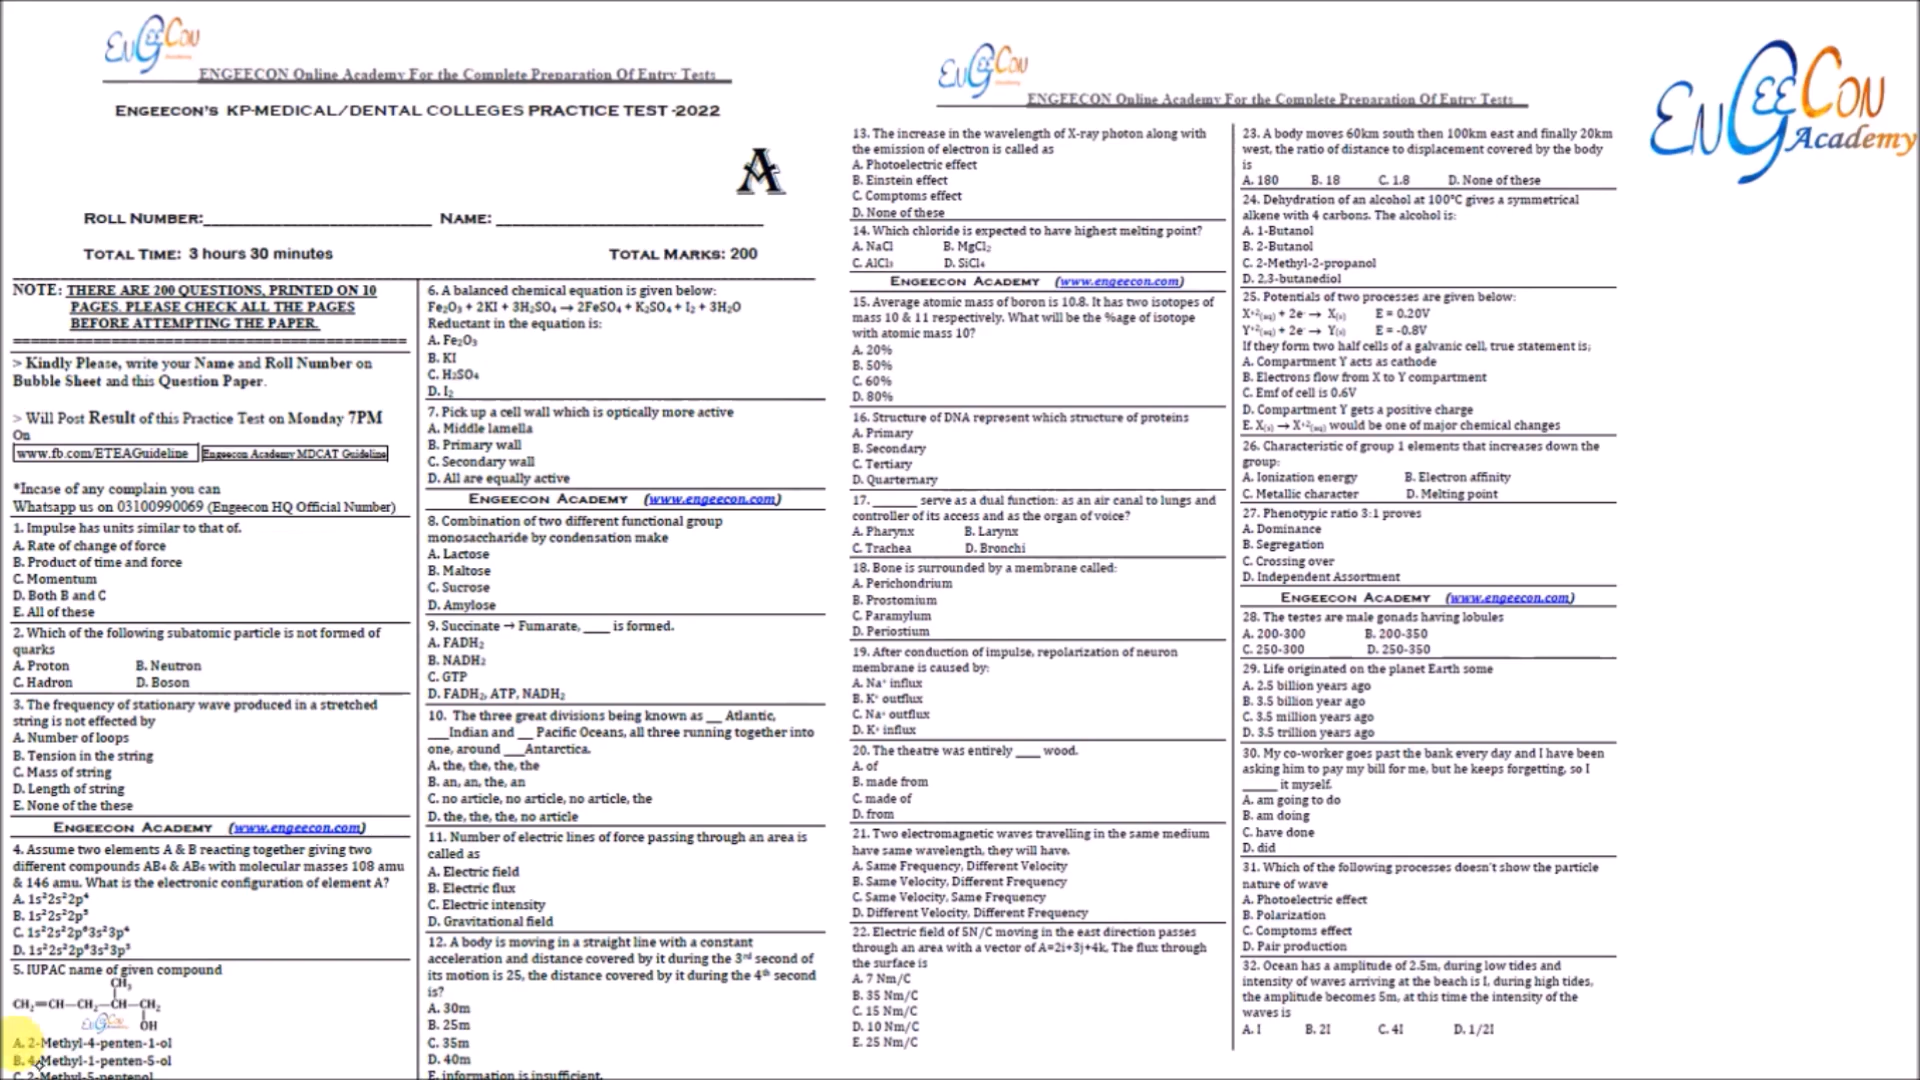 EnGeeCon
Academy
ENGEECON Online Academy For the Complete Preparation Of Entry Tests
ENGEECON'S KP-MEDICAL/DENTAL COLLEGES PRACTICE TEST -2022
A
ROLL NUMBER:____________________ NAME: ____________________
TOTAL TIME: 3 hours 30 minutes TOTAL MARKS: 200
NOTE: THERE ARE 200 QUESTIONS, PRINTED ON 10
PAGES. PLEASE CHECK ALL THE PAGES
BEFORE ATTEMPTING THE PAPER.
> Kindly Please, write your Name and Roll Number on
Bubble Sheet and this Question Paper.
> Will Post Result of this Practice Test on Monday 7PM
On
www.fb.com/ETEAGuideline Engeecon Academy MDCAT Guideline
*Incase of any complain you can
Whatsapp us on 03100990069 (Engeecon HQ Official Number)
1. Impulse has units similar to that of.
A. Rate of change of force
B. Product of time and force
C. Momentum
D. Both B and C
E. All of these
2. Which of the following subatomic particle is not formed of
quarks
A. Proton B. Neutron
C. Hadron D. Boson
3. The frequency of stationary wave produced in a stretched
string is not effected by
A. Number of loops
B. Tension in the string
C. Mass of string
D. Length of string
E. None of the these
ENGEECON ACADEMY (www.engeecon.com)
4. Assume two elements A & B reacting together giving two
different compounds AB₄ & AB₆ with molecular masses 108 amu
& 146 amu. What is the electronic configuration of element A?
A. 1s²2s²2p⁴
B. 1s²2s²2p⁵
C. 1s²2s²2p⁶3s²3p⁴
D. 1s²2s²2p⁶3s²3p⁵
5. IUPAC name of given compound
CH₃
CH₂=CH—CH₂—CH—CH₂
EnGeeCon
OH
A. 2-Methyl-4-penten-1-ol
B. 4-Methyl-1-penten-5-ol
C. 2-Methyl-5-pentenol
6. A balanced chemical equation is given below:
Fe₂O₃ + 2KI + 3H₂SO₄ → 2FeSO₄ + K₂SO₄ + I₂ + 3H₂O
Reductant in the equation is:
A. Fe₂O₃
B. KI
C. H₂SO₄
D. I₂
7. Pick up a cell wall which is optically more active
A. Middle lamella
B. Primary wall
C. Secondary wall
D. All are equally active
ENGEECON ACADEMY (www.engeecon.com)
8. Combination of two different functional group
monosaccharide by condensation make
A. Lactose
B. Maltose
C. Sucrose
D. Amylose
9. Succinate → Fumarate, ____ is formed.
A. FADH₂
B. NADH₂
C. GTP
D. FADH₂, ATP, NADH₂
10. The three great divisions being known as __ Atlantic,
___Indian and __ Pacific Oceans, all three running together into
one, around ___Antarctica.
A. the, the, the, the
B. an, an, the, an
C. no article, no article, no article, the
D. the, the, the, no article
11. Number of electric lines of force passing through an area is
called as
A. Electric field
B. Electric flux
C. Electric intensity
D. Gravitational field
12. A body is moving in a straight line with a constant
acceleration and distance covered by it during the 3rd second of
its motion is 25, the distance covered by it during the 4th second
is?
A. 30m
B. 25m
C. 35m
D. 40m
E. information is insufficient.
EnGeeCon
ENGEECON Online Academy For the Complete Preparation Of Entry Tests
13. The increase in the wavelength of X-ray photon along with
the emission of electron is called as
A. Photoelectric effect
B. Einstein effect
C. Comptoms effect
D. None of these
14. Which chloride is expected to have highest melting point?
A. NaCl B. MgCl₂
C. AlCl₃ D. SiCl₄
ENGEECON ACADEMY (www.engeecon.com)
15. Average atomic mass of boron is 10.8. It has two isotopes of
mass 10 & 11 respectively. What will be the %age of isotope
with atomic mass 10?
A. 20%
B. 50%
C. 60%
D. 80%
16. Structure of DNA represent which structure of proteins
A. Primary
B. Secondary
C. Tertiary
D. Quarternary
17. ______ serve as a dual function: as an air canal to lungs and
controller of its access and as the organ of voice?
A. Pharynx B. Larynx
C. Trachea D. Bronchi
18. Bone is surrounded by a membrane called:
A. Perichondrium
B. Prostomium
C. Paramylum
D. Periostium
19. After conduction of impulse, repolarization of neuron
membrane is caused by:
A. Na⁺ influx
B. K⁺ outflux
C. Na⁺ outflux
D. K⁺ influx
20. The theatre was entirely ____ wood.
A. of
B. made from
C. made of
D. from
21. Two electromagnetic waves travelling in the same medium
have same wavelength, they will have.
A. Same Frequency, Different Velocity
B. Same Velocity, Different Frequency
C. Same Velocity, Same Frequency
D. Different Velocity, Different Frequency
22. Electric field of 5N/C moving in the east direction passes
through an area with a vector of A=2i+3j+4k, The flux through
the surface is
A. 7 Nm/C
B. 35 Nm/C
C. 15 Nm/C
D. 10 Nm/C
E. 25 Nm/C
23. A body moves 60km south then 100km east and finally 20km
west, the ratio of distance to displacement covered by the body
is
A. 180 B. 18 C. 1.8 D. None of these
24. Dehydration of an alcohol at 100°C gives a symmetrical
alkene with 4 carbons. The alcohol is:
A. 1-Butanol
B. 2-Butanol
C. 2-Methyl-2-propanol
D. 2,3-butanediol
25. Potentials of two processes are given below:
X⁺²(aq) + 2e⁻ → X(s) E = 0.20V
Y⁺²(aq) + 2e⁻ → Y(s) E = -0.8V
If they form two half cells of a galvanic cell, true statement is;
A. Compartment Y acts as cathode
B. Electrons flow from X to Y compartment
C. Emf of cell is 0.6V
D. Compartment Y gets a positive charge
E. X(s) → X⁺²(aq) would be one of major chemical changes
26. Characteristic of group 1 elements that increases down the
group:
A. Ionization energy B. Electron affinity
C. Metallic character D. Melting point
27. Phenotypic ratio 3:1 proves
A. Dominance
B. Segregation
C. Crossing over
D. Independent Assortment
ENGEECON ACADEMY (www.engeecon.com)
28. The testes are male gonads having lobules
A. 200-300 B. 200-350
C. 250-300 D. 250-350
29. Life originated on the planet Earth some
A. 2.5 billion years ago
B. 3.5 billion year ago
C. 3.5 million years ago
D. 3.5 trillion years ago
30. My co-worker goes past the bank every day and I have been
asking him to pay my bill for me, but he keeps forgetting, so I
_____ it myself.
A. am going to do
B. am doing
C. have done
D. did
31. Which of the following processes doesn't show the particle
nature of wave
A. Photoelectric effect
B. Polarization
C. Comptoms effect
D. Pair production
32. Ocean has a amplitude of 2.5m, during low tides and
intensity of waves arriving at the beach is I, during high tides,
the amplitude becomes 5m, at this time the intensity of the
waves is
A. I B. 2I C. 4I D. 1/2I
EnGeeCon
Academy